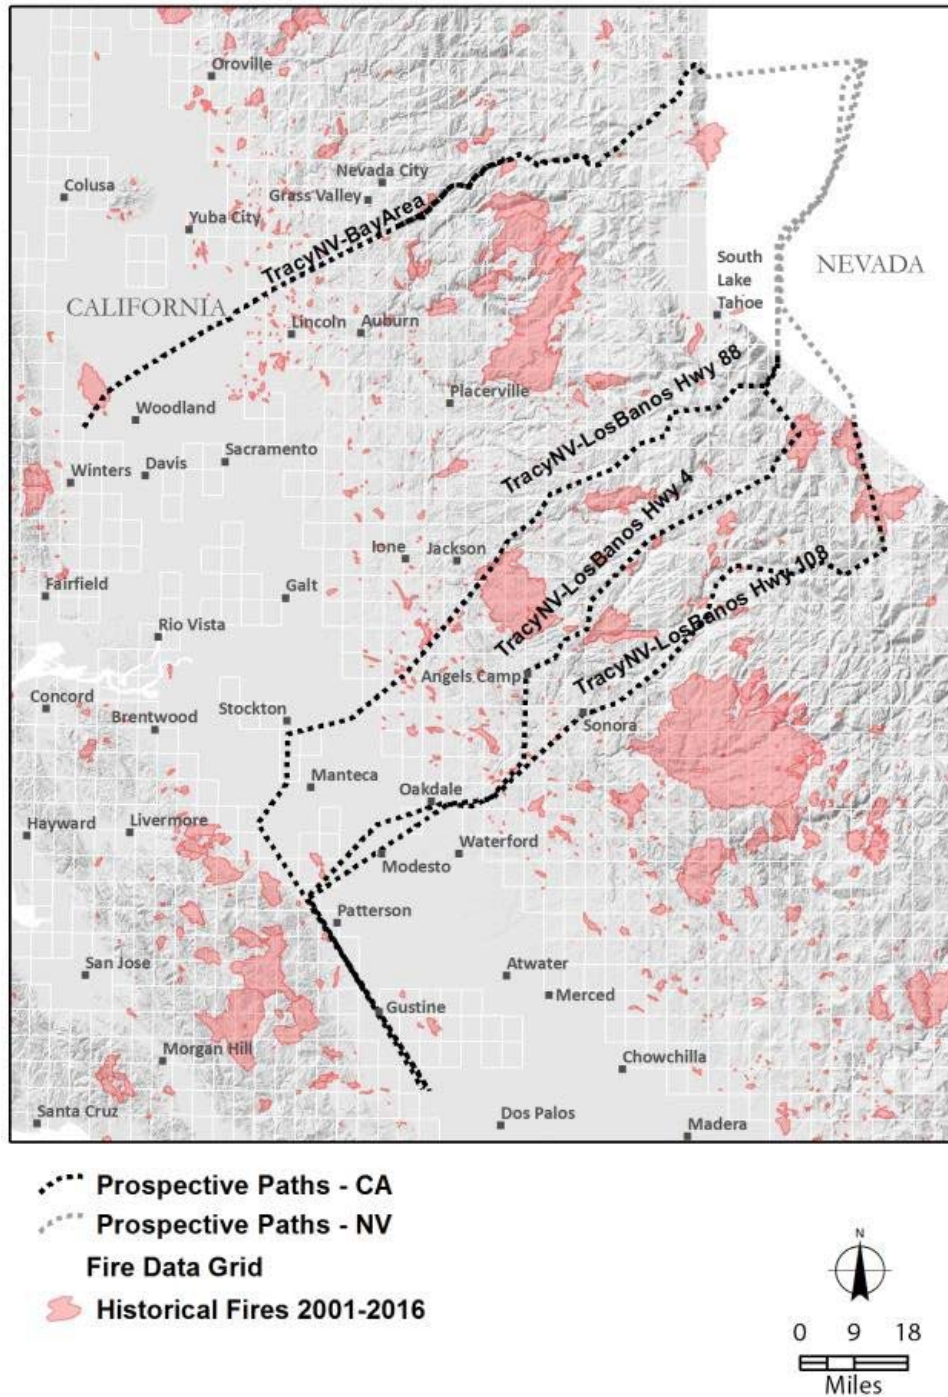 Oroville
Nevada City
Colusa
Grass Valley
Yuba City
TracyNV-BayArea
South
Lake
Tahoe
NEVADA
CALIFORNIA
Lincoln
Auburn
Placerville
TracyNV-LosBanos Hwy 88
Woodland
Sacramento
Winters
Davis
TracyNV-LosBanos Hwy 4
Ione
Jackson
Fairfield
Galt
TracyNV-LosBanos Hwy 108
Rio Vista
Angels Camp
Concord
Stockton
Brentwood
Sonora
Manteca
Oakdale
Hayward
Livermore
Waterford
Modesto
Patterson
San Jose
Atwater
Merced
Gustine
Morgan Hill
Chowchilla
Santa Cruz
Dos Palos
Madera
Prospective Paths - CA
Prospective Paths - NV
Fire Data Grid
Historical Fires 2001-2016
N
0 9 18
Miles